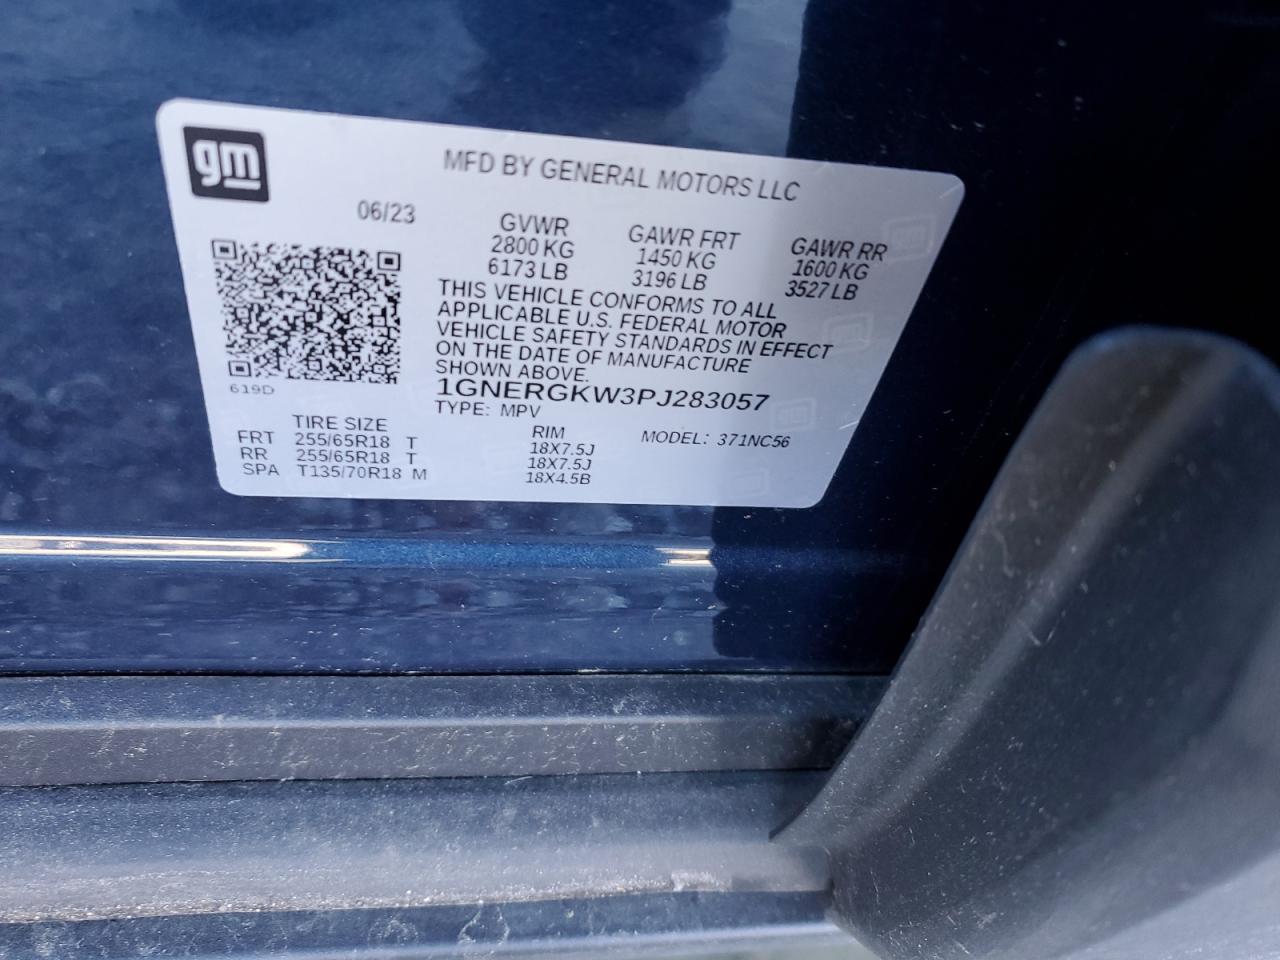 gm
MFD BY GENERAL MOTORS LLC
06/23
GVWR GAWR FRT GAWR RR
2800 KG 1450 KG 1600 KG
6173 LB 3196 LB 3527 LB
THIS VEHICLE CONFORMS TO ALL
APPLICABLE U.S. FEDERAL MOTOR
VEHICLE SAFETY STANDARDS IN EFFECT
ON THE DATE OF MANUFACTURE
SHOWN ABOVE.
619D
1GNERGKW3PJ283057
TYPE: MPV
TIRE SIZE RIM MODEL: 371NC56
FRT 255/65R18 T 18X7.5J
RR 255/65R18 T 18X7.5J
SPA T135/70R18 M 18X4.5B